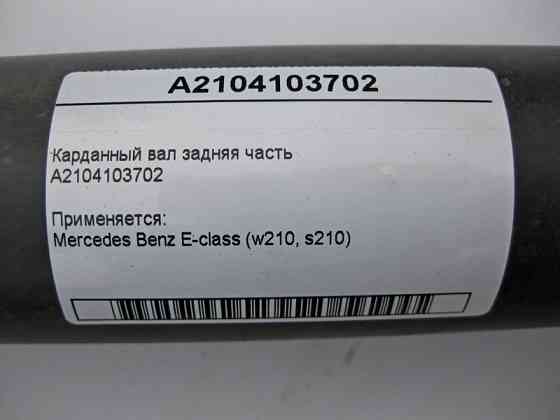 A2104103702
Карданный вал задняя часть
A2104103702
Применяется:
Mercedes Benz E-class (w210, s210)